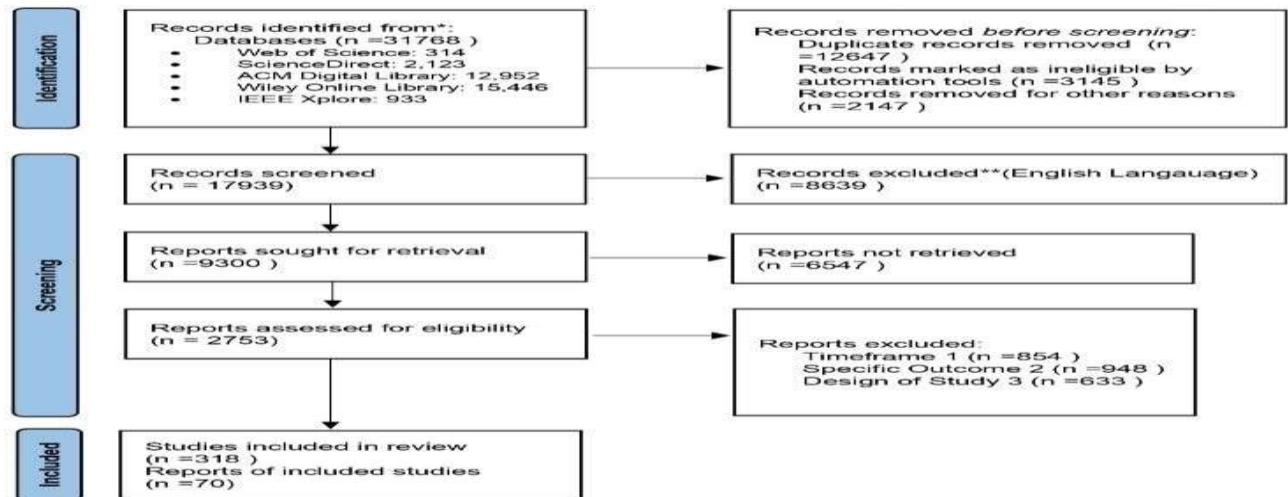 Identification
Records identified from*:
Databases (n =31768 )
• Web of Science: 314
• ScienceDirect: 2,123
• ACM Digital Library: 12,952
• Wiley Online Library: 15,446
• IEEE Xplore: 933
Records removed before screening:
Duplicate records removed (n
=12647 )
Records marked as ineligible by
automation tools (n =3145 )
Records removed for other reasons
(n =2147 )
Screening
Records screened
(n = 17939)
Records excluded**(English Langauage)
(n =8639 )
Reports sought for retrieval
(n =9300 )
Reports not retrieved
(n =6547 )
Reports assessed for eligibility
(n = 2753)
Reports excluded:
Timeframe 1 (n =854 )
Specific Outcome 2 (n =948 )
Design of Study 3 (n =633 )
Included
Studies included in review
(n =318 )
Reports of included studies
(n =70)